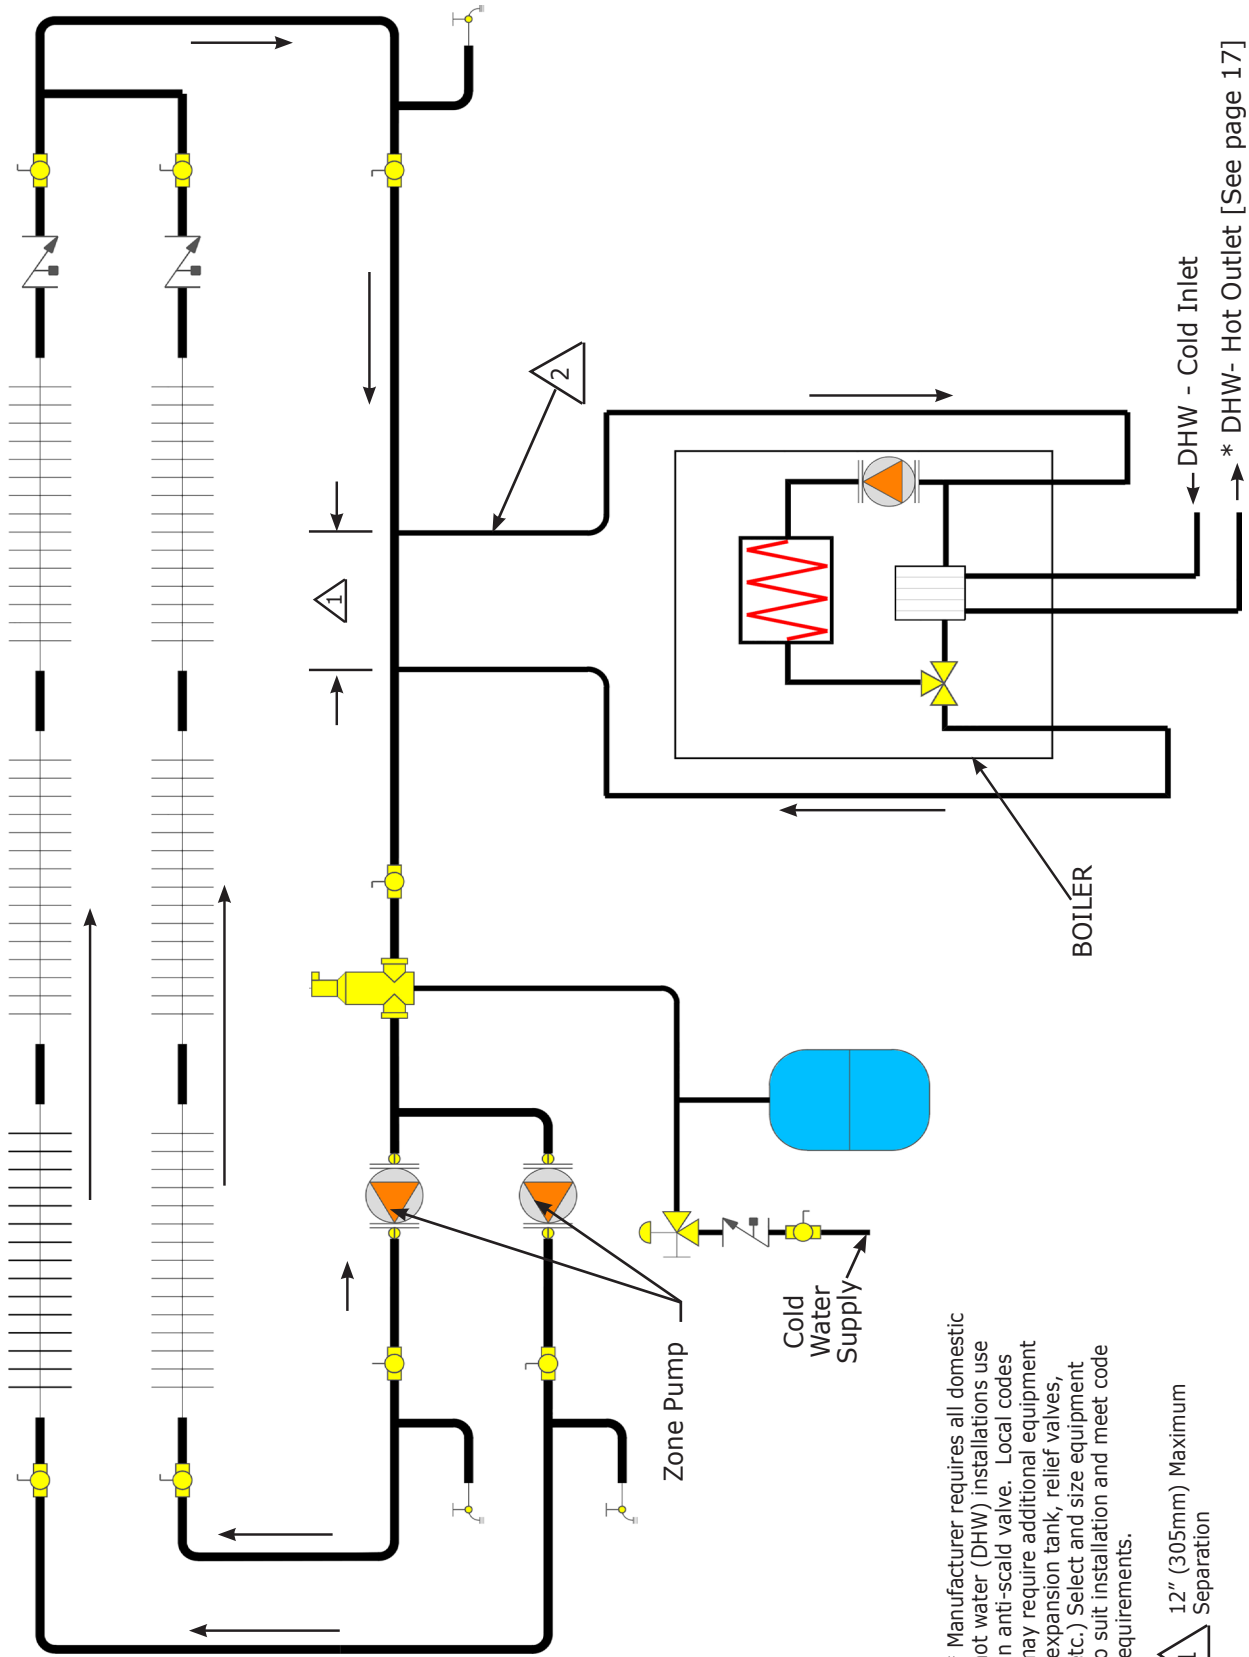 2
1
DHW - Cold Inlet
* DHW- Hot Outlet [See page 17]
BOILER
Zone Pump
Cold
Water
Supply
* Manufacturer requires all domestic
hot water (DHW) installations use
an anti-scald valve. Local codes
may require additional equipment
expansion tank, relief valves,
etc.) Select and size equipment
to suit installation and meet code
requirements.
1
12" (305mm) Maximum
Separation